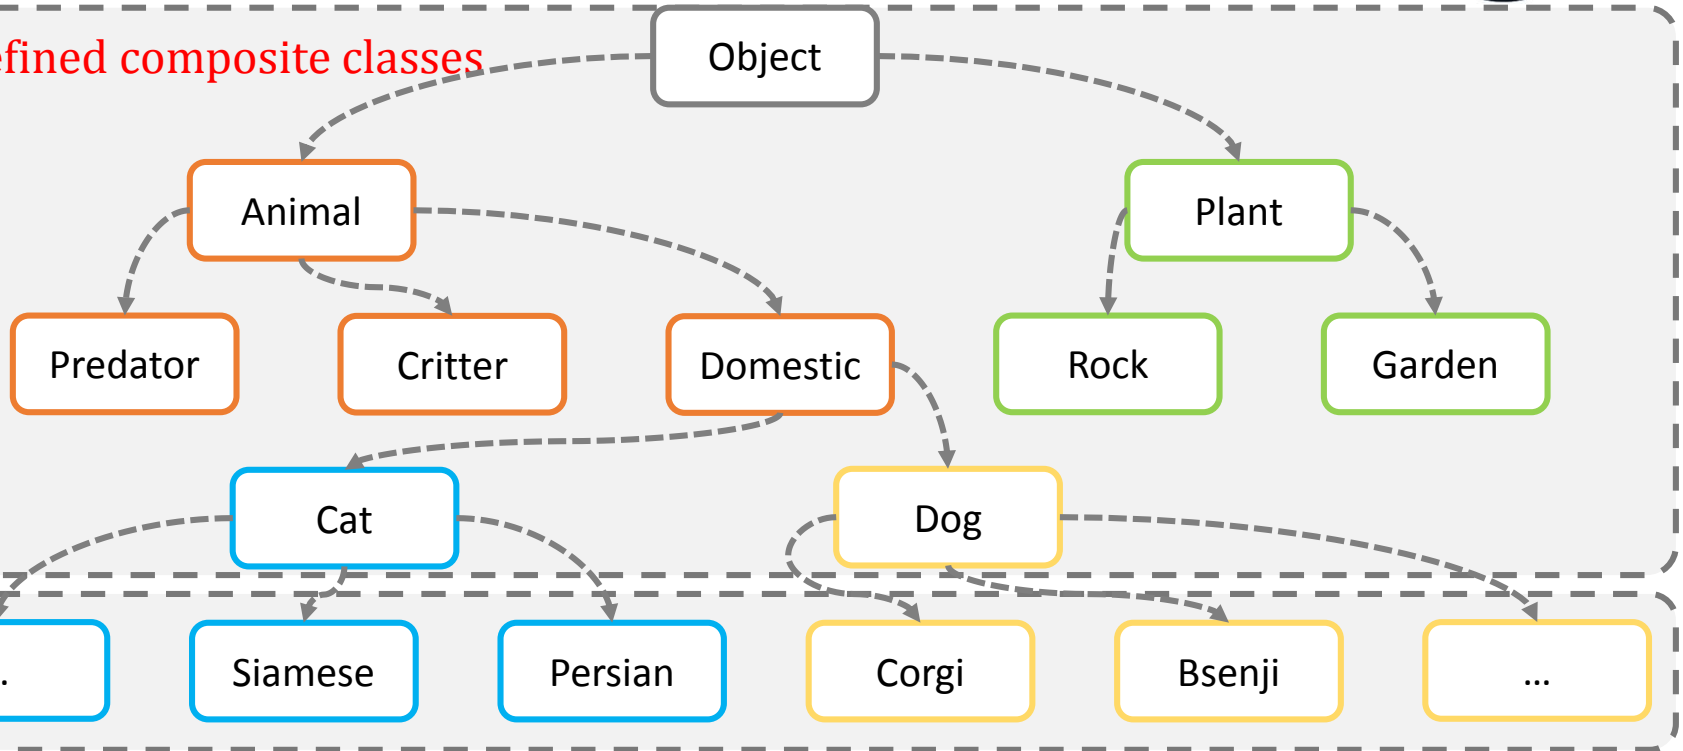 efined composite classes
Object
Animal
Plant
Predator
Critter
Domestic
Rock
Garden
Cat
Dog
.
Siamese
Persian
Corgi
Bsenji
...